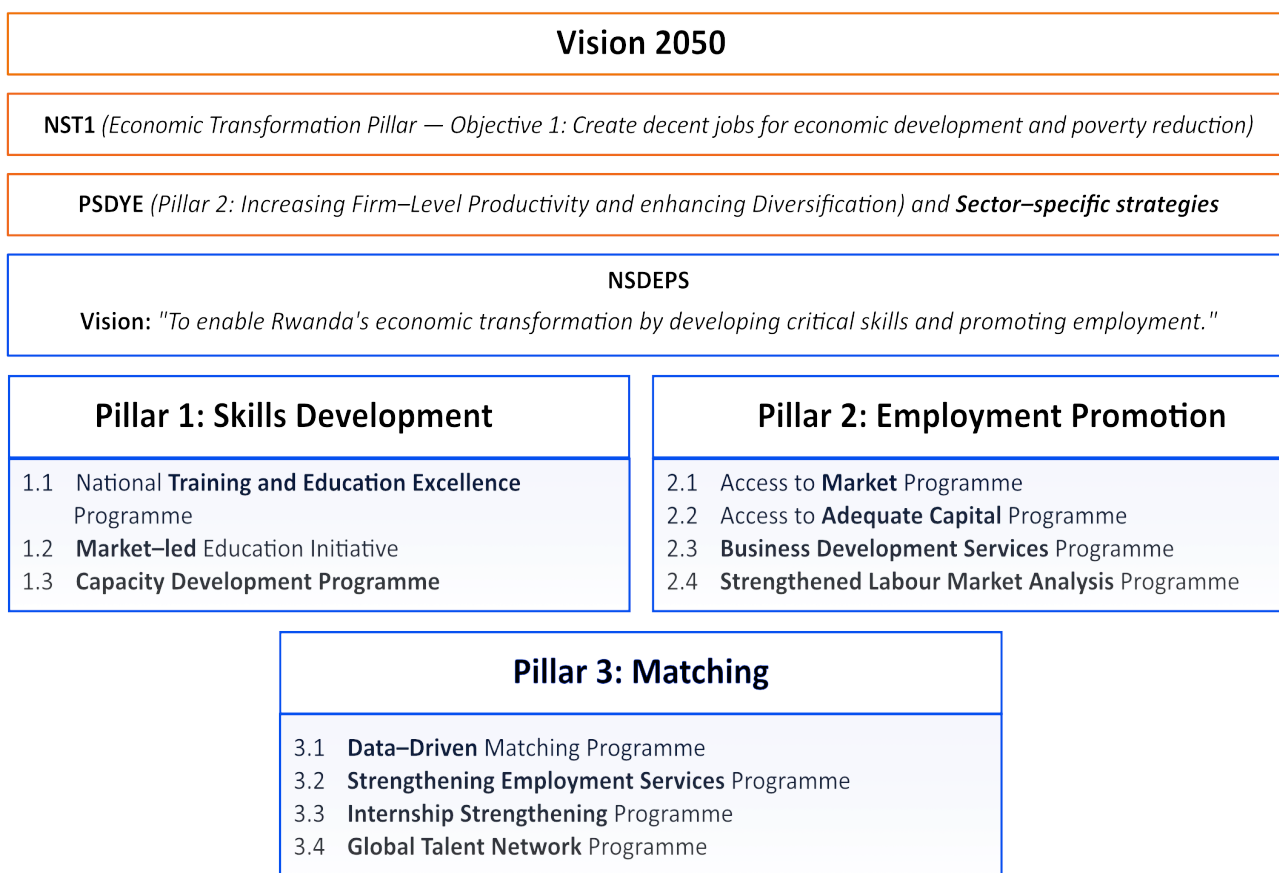 Vision 2050
NST1 (Economic Transformation Pillar — Objective 1: Create decent jobs for economic development and poverty reduction)
PSDYE (Pillar 2: Increasing Firm–Level Productivity and enhancing Diversification) and Sector–specific strategies
NSDEPS
Vision: "To enable Rwanda's economic transformation by developing critical skills and promoting employment."
Pillar 1: Skills Development
1.1 National Training and Education Excellence
Programme
1.2 Market–led Education Initiative
1.3 Capacity Development Programme
Pillar 2: Employment Promotion
2.1 Access to Market Programme
2.2 Access to Adequate Capital Programme
2.3 Business Development Services Programme
2.4 Strengthened Labour Market Analysis Programme
Pillar 3: Matching
3.1 Data–Driven Matching Programme
3.2 Strengthening Employment Services Programme
3.3 Internship Strengthening Programme
3.4 Global Talent Network Programme